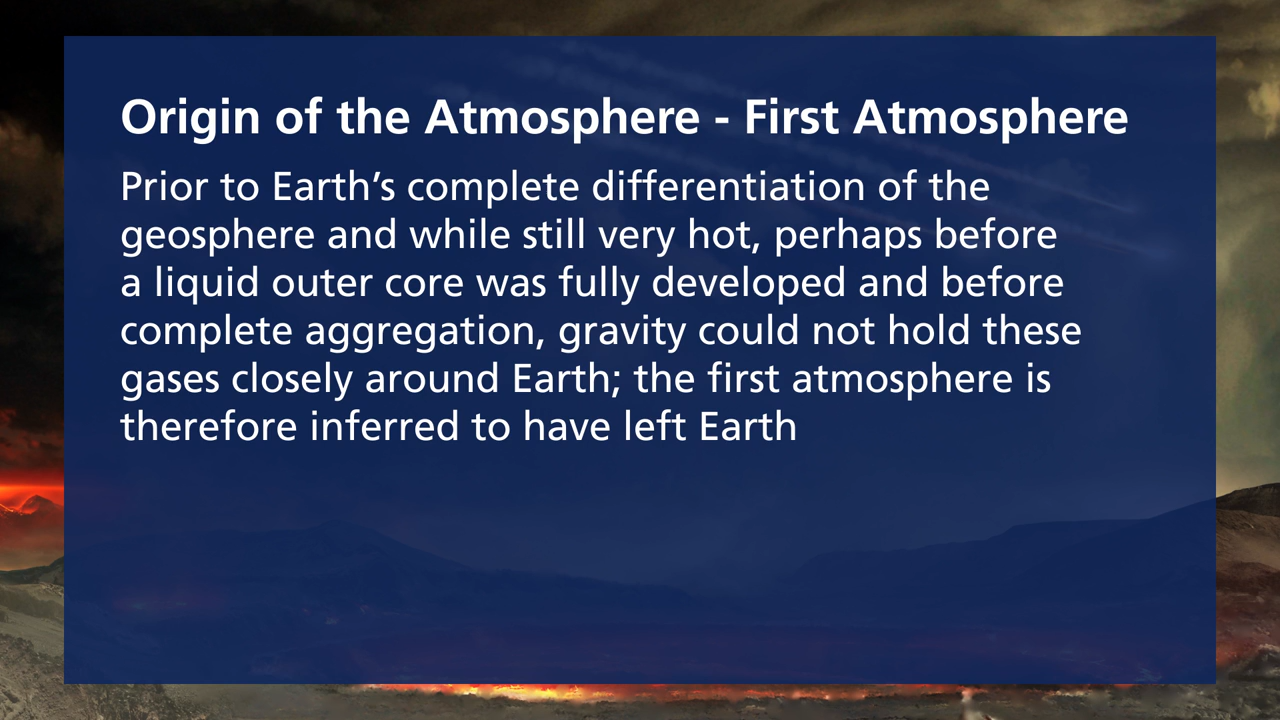 Origin of the Atmosphere - First Atmosphere
Prior to Earth’s complete differentiation of the
geosphere and while still very hot, perhaps before
a liquid outer core was fully developed and before
complete aggregation, gravity could not hold these
gases closely around Earth; the first atmosphere is
therefore inferred to have left Earth